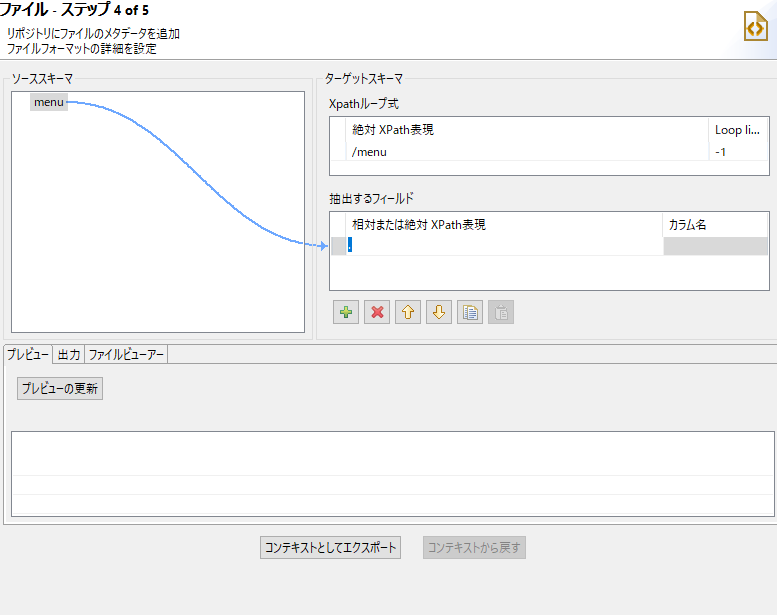 ファイル - ステップ 4 of 5
リポジトリにファイルのメタデータを追加
ファイルフォーマットの詳細を設定
ソーススキーマ
menu
ターゲットスキーマ
Xpathループ式
絶対 XPath表現
Loop li...
/menu
-1
抽出するフィールド
相対または絶対 XPath表現
カラム名
.
プレビュー
出力
ファイルビューアー
プレビューの更新
コンテキストとしてエクスポート
コンテキストから戻す